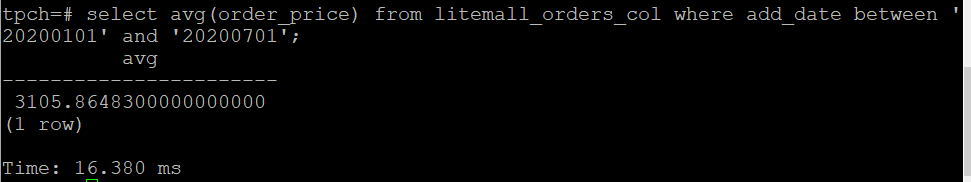 tpch=# select avg(order_price) from litemall_orders_col where add_date between '
20200101' and '20200701';
          avg
-----------------------
 3105.8648300000000000
(1 row)

Time: 16.380 ms